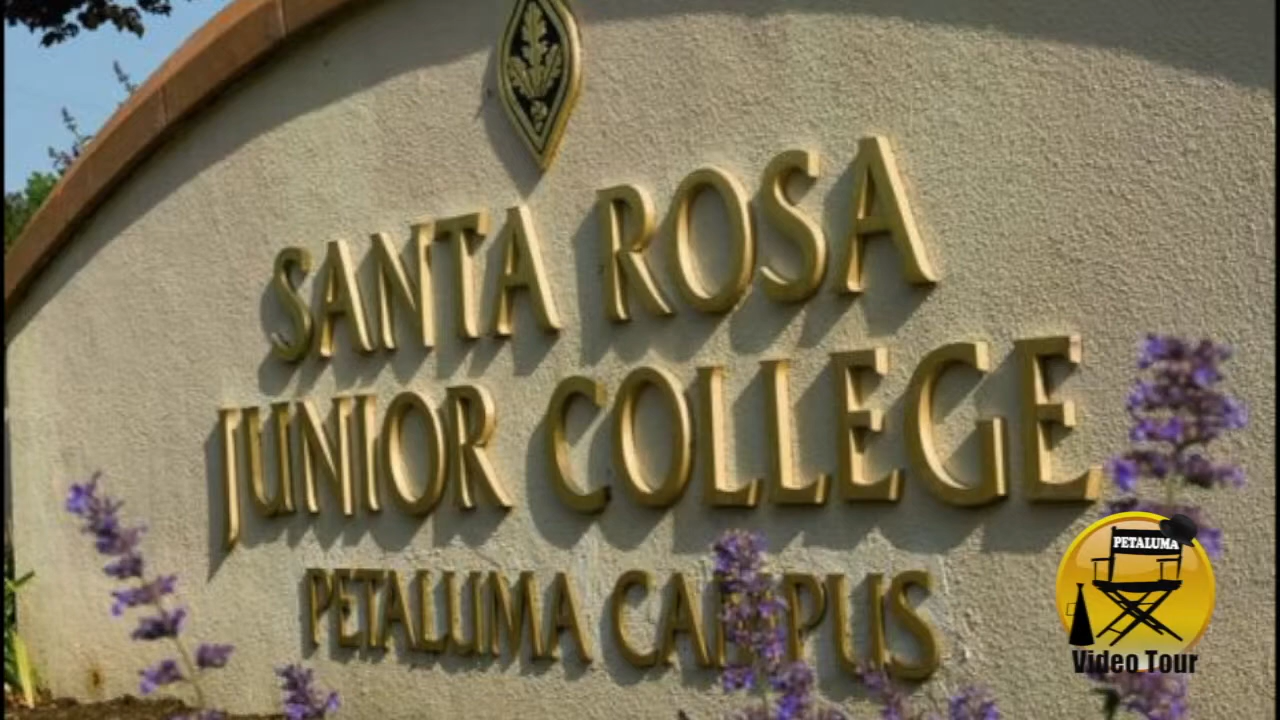 SANTA ROSA
JUNIOR COLLEGE
PETALUMA CAMPUS
PETALUMA
Video Tour